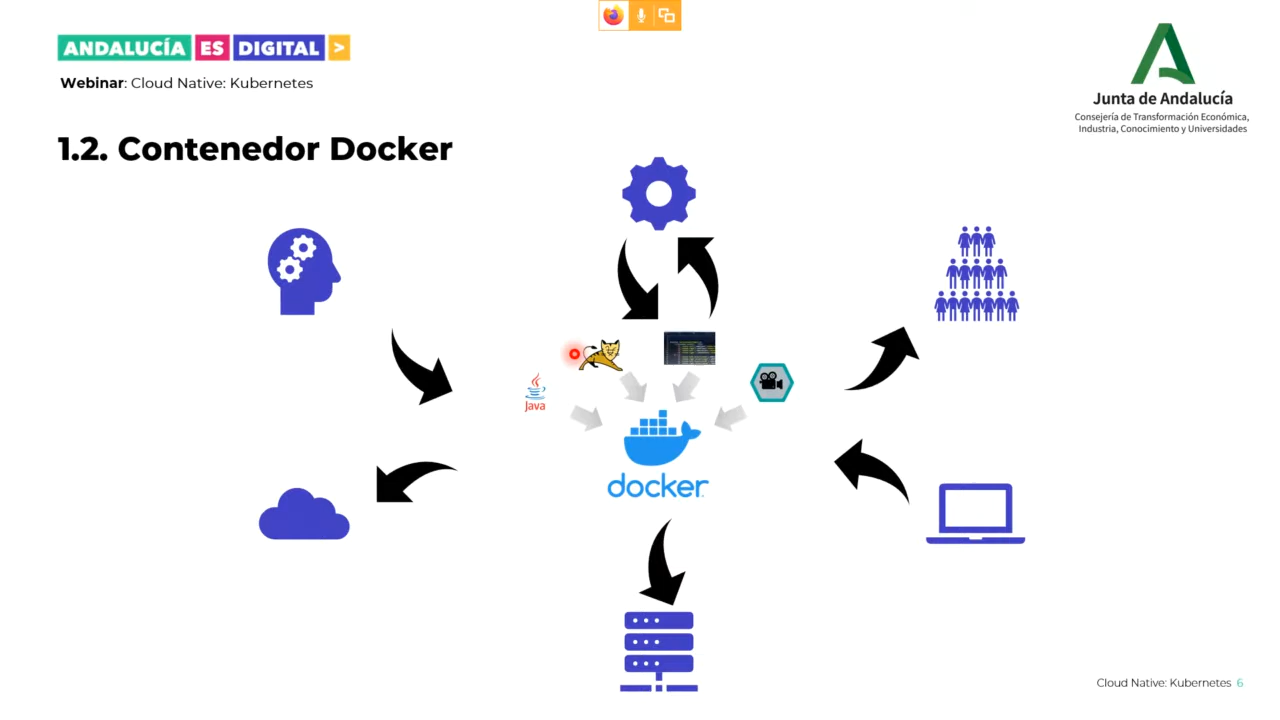 ANDALUCÍA ES DIGITAL >
Webinar: Cloud Native: Kubernetes
Junta de Andalucía
Consejería de Transformación Económica,
Industria, Conocimiento y Universidades
1.2. Contenedor Docker
Java
docker
Cloud Native: Kubernetes 6